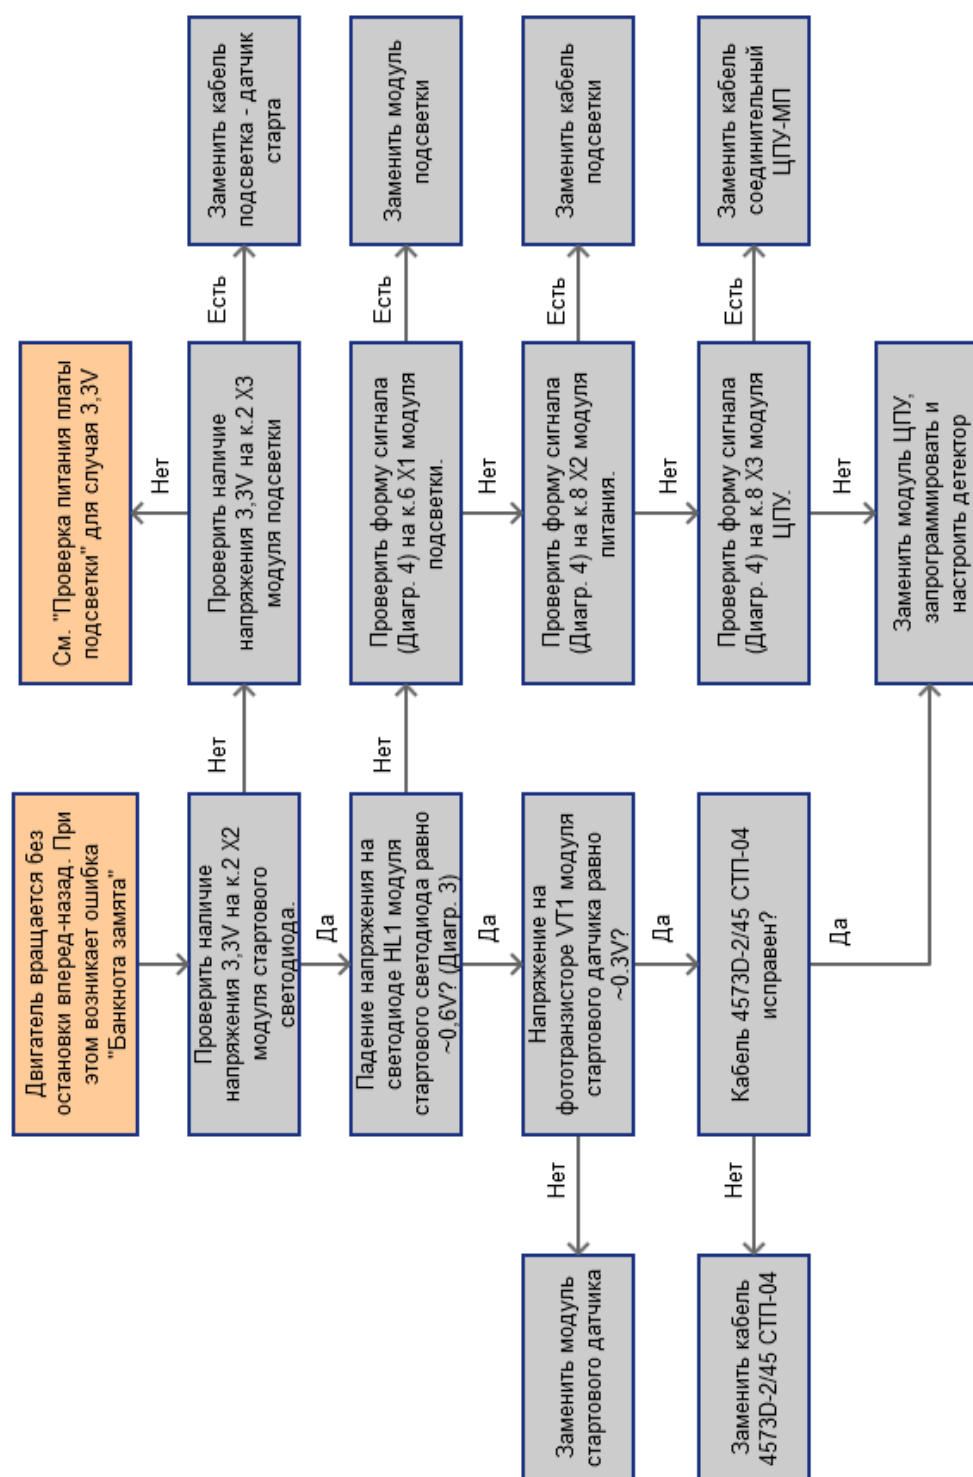 Двигатель вращается без
остановки вперед-назад. При
этом возникает ошибка
"Банкнота замята"
Проверить наличие
напряжения 3,3V на к.2 X2
модуля стартового
светодиода.
Нет
Проверить наличие
напряжения 3,3V на к.2 X3
модуля подсветки
Нет
См. "Проверка питания платы
подсветки" для случая 3,3V
Есть
Заменить кабель
подсветка - датчик
старта
Да
Падение напряжения на
светодиоде HL1 модуля
стартового светодиода равно
~0,6V? (Диагр. 3)
Нет
Проверить форму сигнала
(Диагр. 4) на к.6 X1 модуля
подсветки.
Есть
Заменить модуль
подсветки
Да
Нет
Напряжение на
фототранзисторе VT1 модуля
стартового датчика равно
~0.3V?
Нет
Заменить модуль
стартового датчика
Проверить форму сигнала
(Диагр. 4) на к.8 X2 модуля
питания.
Есть
Заменить кабель
подсветки
Да
Нет
Кабель 4573D-2/45 СТП-04
исправен?
Нет
Заменить кабель
4573D-2/45 СТП-04
Проверить форму сигнала
(Диагр. 4) на к.8 X3 модуля
ЦПУ.
Есть
Заменить кабель
соединительный
ЦПУ-МП
Да
Нет
Заменить модуль ЦПУ,
запрограммировать и
настроить детектор